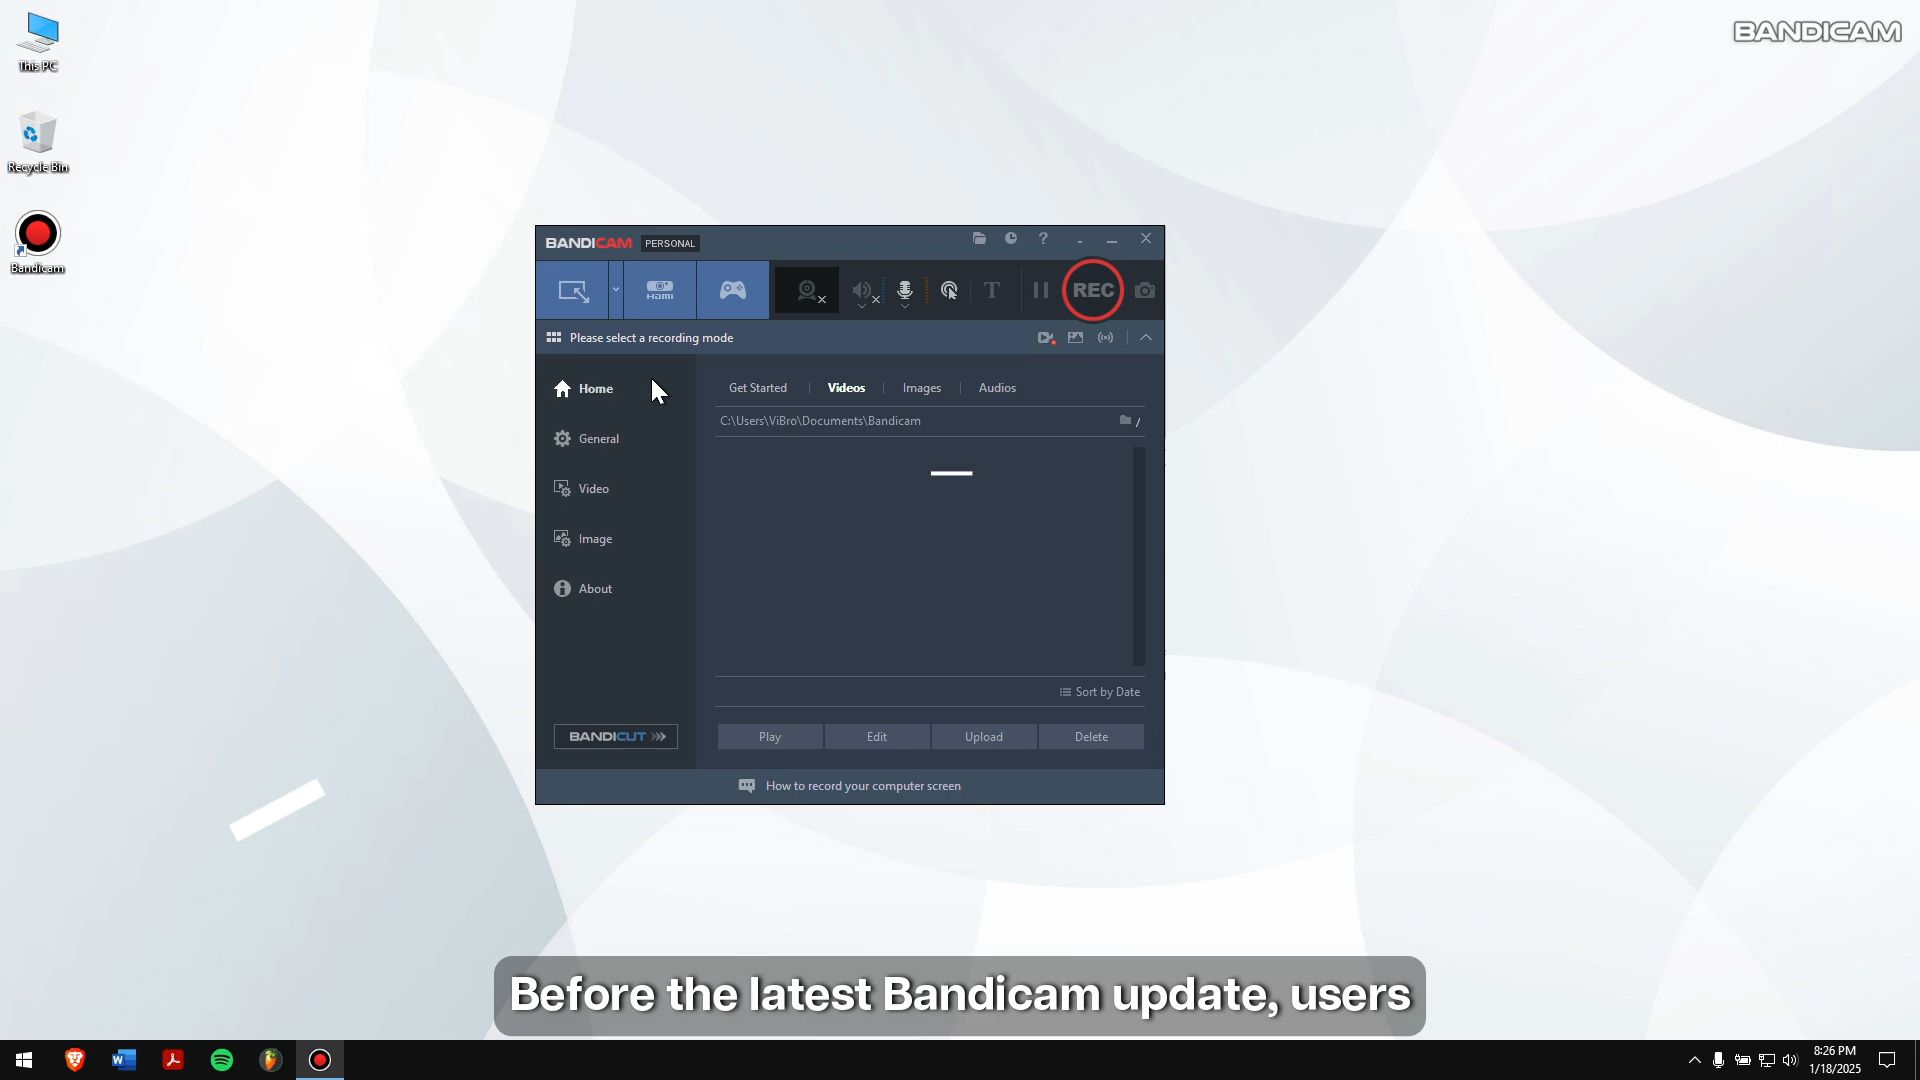 This PC
BANDICAM
Recycle Bin
Bandicam
BANDICAM PERSONAL
HDMI
T
REC
Please select a recording mode
Home
Get Started
Videos
Images
Audios
C:\Users\ViBro\Documents\Bandicam
/
General
Video
Image
About
Sort by Date
BANDICUT
Play
Edit
Upload
Delete
How to record your computer screen
Before the latest Bandicam update, users
8:26 PM
1/18/2025